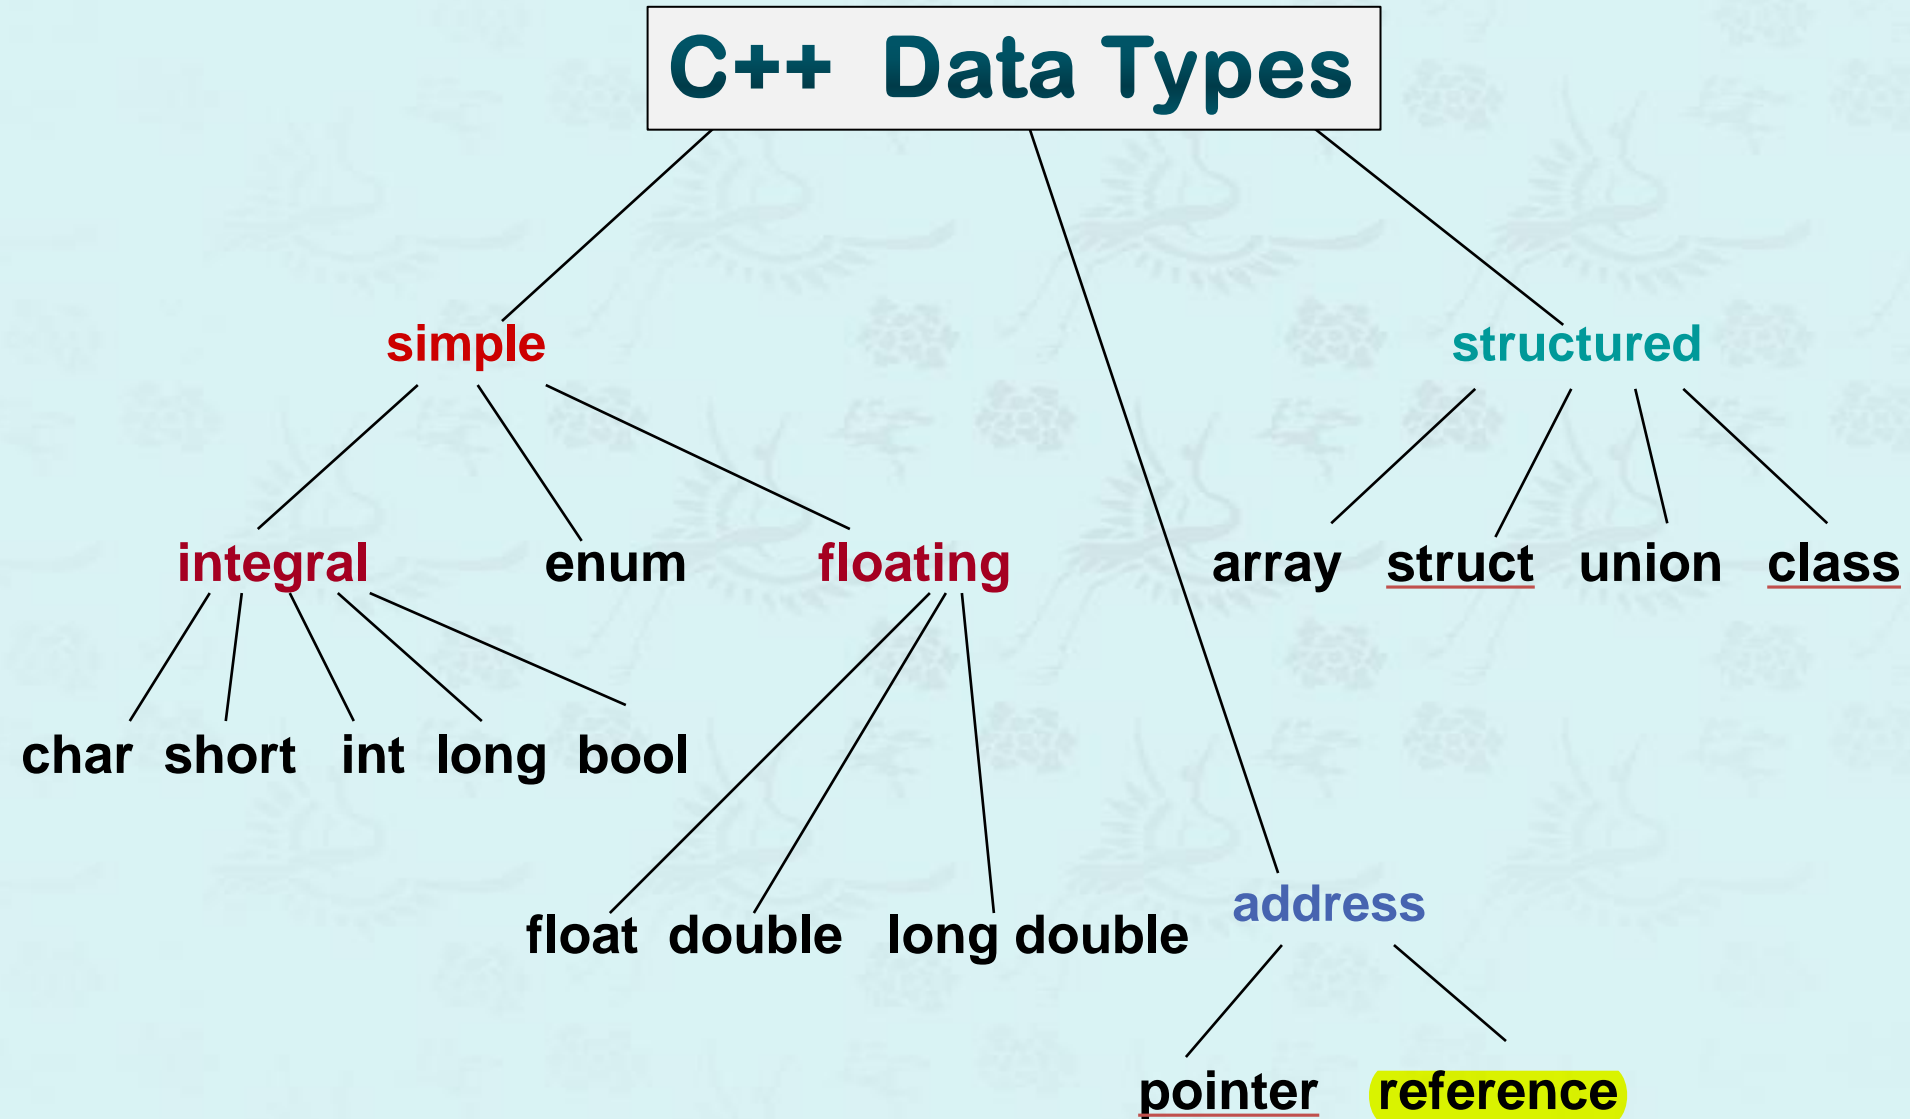 C++ Data Types
simple
structured
integral enum floating
array struct union class
char short int long bool
address
float double long double
pointer reference